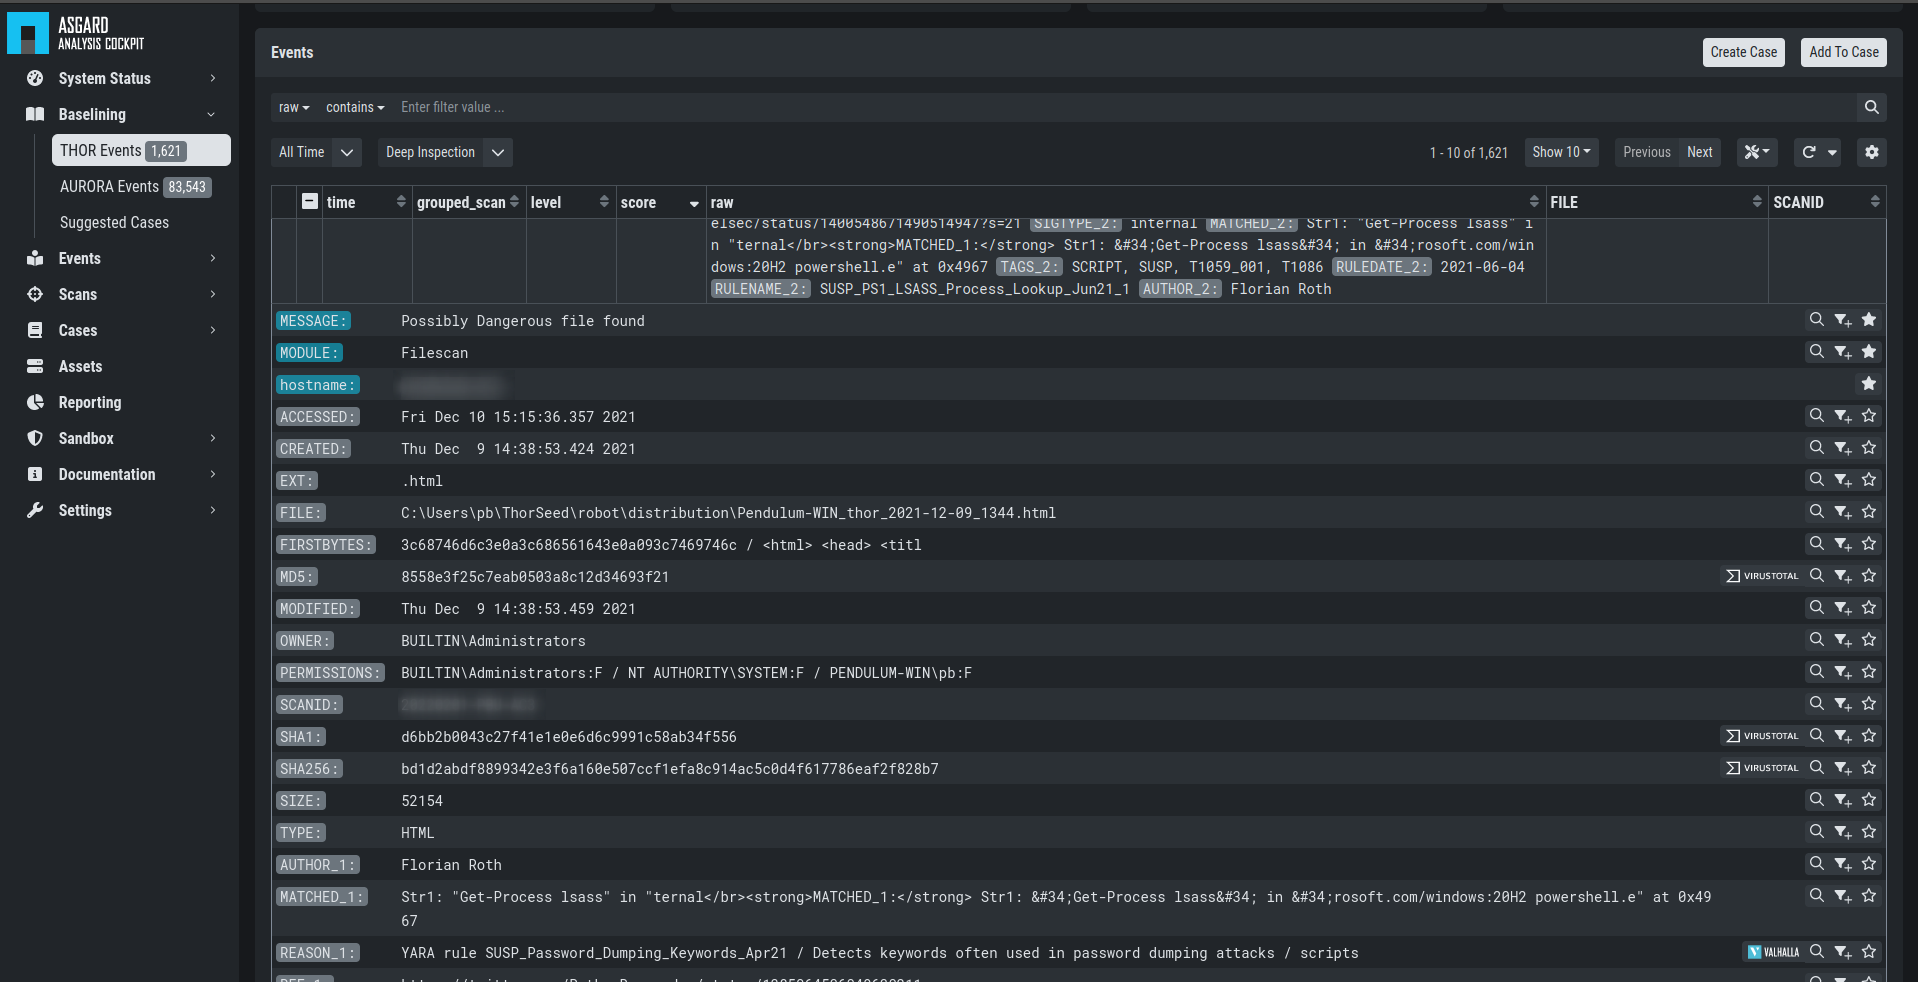 ASGARD
ANALYSIS COCKPIT
System Status
Baselining
THOR Events 1,621
AURORA Events 83,543
Suggested Cases
Events
Scans
Cases
Assets
Reporting
Sandbox
Documentation
Settings
Events
Create Case
Add To Case
raw contains Enter filter value ...
All Time Deep Inspection 1 - 10 of 1,621 Show 10 Previous Next
time grouped_scan level score raw FILE SCANID
elsec/status/1400548671490514947?s=21 SIGTYPE_2: internal MATCHED_2: Str1: "Get-Process lsass" i
n "ternal</br><strong>MATCHED_1:</strong> Str1: &#34;Get-Process lsass&#34; in &#34;rosoft.com/win
dows:20H2 powershell.e" at 0x4967 TAGS_2: SCRIPT, SUSP, T1059_001, T1086 RULEDATE_2: 2021-06-04
RULENAME_2: SUSP_PS1_LSASS_Process_Lookup_Jun21_1 AUTHOR_2: Florian Roth
MESSAGE: Possibly Dangerous file found
MODULE: Filescan
hostname:
ACCESSED: Fri Dec 10 15:15:36.357 2021
CREATED: Thu Dec  9 14:38:53.424 2021
EXT: .html
FILE: C:\Users\pb\ThorSeed\robot\distribution\Pendulum-WIN_thor_2021-12-09_1344.html
FIRSTBYTES: 3c68746d6c3e0a3c686561643e0a093c7469746c / <html> <head> <titl
MD5: 8558e3f25c7eab0503a8c12d34693f21 VIRUSTOTAL
MODIFIED: Thu Dec  9 14:38:53.459 2021
OWNER: BUILTIN\Administrators
PERMISSIONS: BUILTIN\Administrators:F / NT AUTHORITY\SYSTEM:F / PENDULUM-WIN\pb:F
SCANID:
SHA1: d6bb2b0043c27f41e1e0e6d6c9991c58ab34f556 VIRUSTOTAL
SHA256: bd1d2abdf8899342e3f6a160e507ccf1efa8c914ac5c0d4f617786eaf2f828b7 VIRUSTOTAL
SIZE: 52154
TYPE: HTML
AUTHOR_1: Florian Roth
MATCHED_1: Str1: "Get-Process lsass" in "ternal</br><strong>MATCHED_1:</strong> Str1: &#34;Get-Process lsass&#34; in &#34;rosoft.com/windows:20H2 powershell.e" at 0x49
67
REASON_1: YARA rule SUSP_Password_Dumping_Keywords_Apr21 / Detects keywords often used in password dumping attacks / scripts VALHALLA